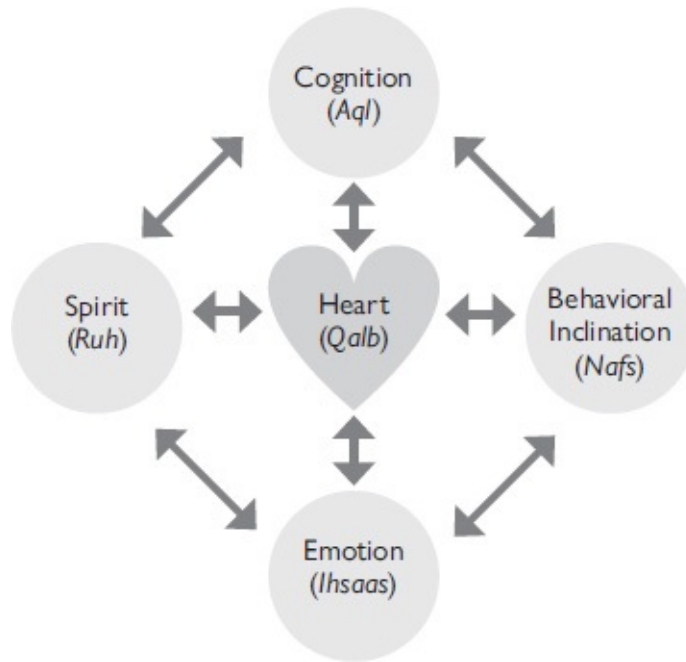 Cognition
(Aql)
Spirit
(Ruh)
Heart
(Qalb)
Behavioral
Inclination
(Nafs)
Emotion
(Ihsaas)